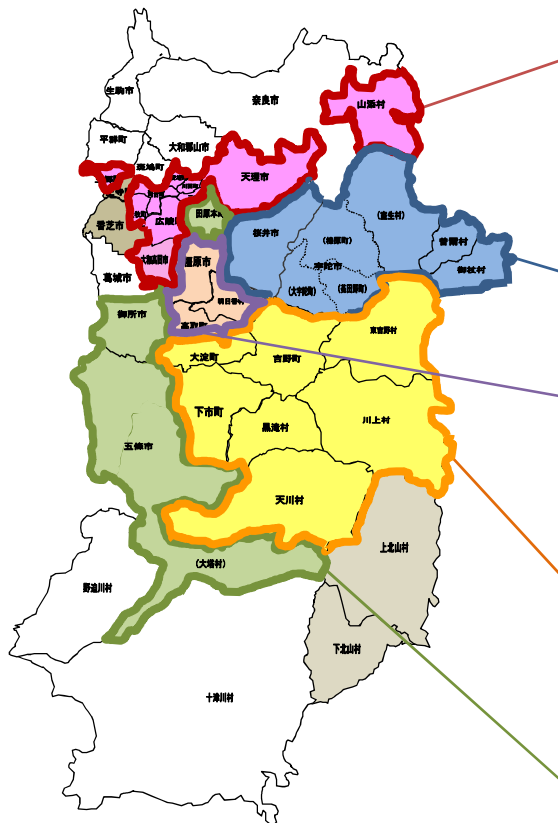 生駒市
奈良市
山添村
平群町
大和郡山市
斑鳩町
天理市
(室生村)
田原本町
広陵町
香芝市
桜井市
(榛原町)
曽爾村
橿原市
宇陀市
御杖村
大和高田市
葛城市
(大宇陀町)
(菟田野町)
明日香村
御所市
高取町
東吉野村
大淀町
吉野町
下市町
黒滝村
川上村
五條市
天川村
上北山村
(大塔村)
野迫川村
下北山村
十津川村